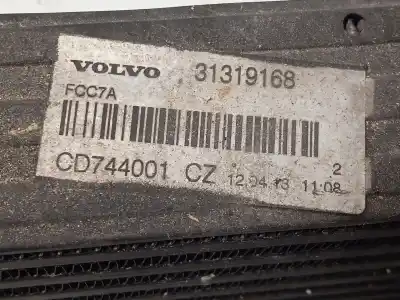 VOLVO 31319168
FCC7A
2
CD744001 CZ 12.04.13 11:08